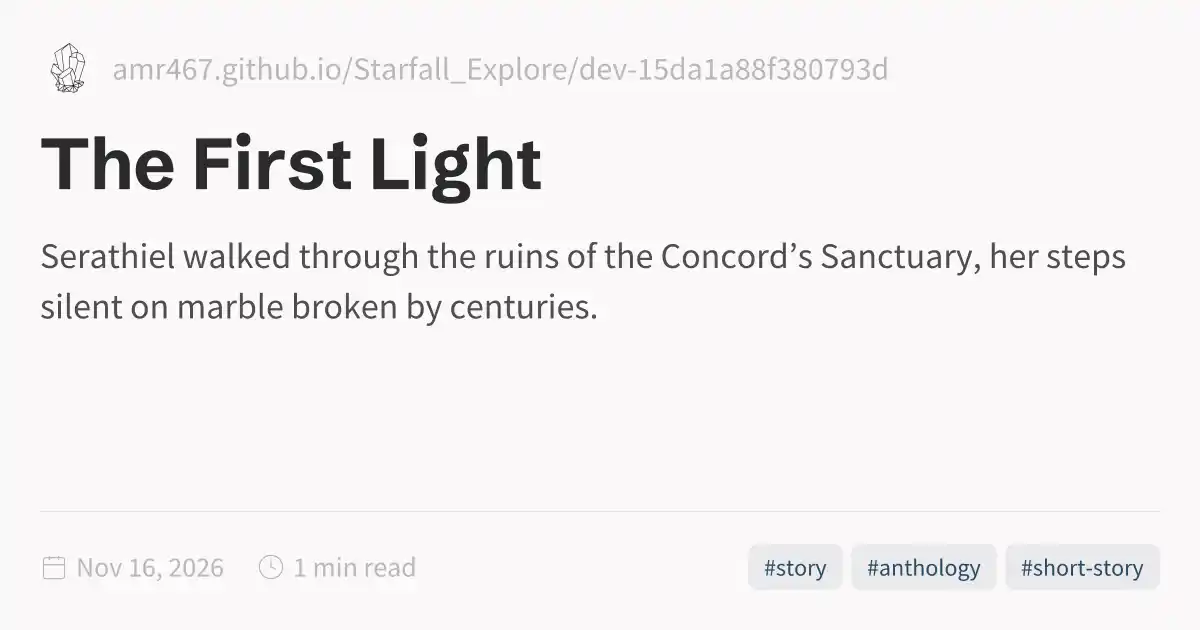 amr467.github.io/Starfall_Explore/dev-15da1a88f380793d
The First Light
Serathiel walked through the ruins of the Concord’s Sanctuary, her steps
silent on marble broken by centuries.
Nov 16, 2026 1 min read #story #anthology #short-story